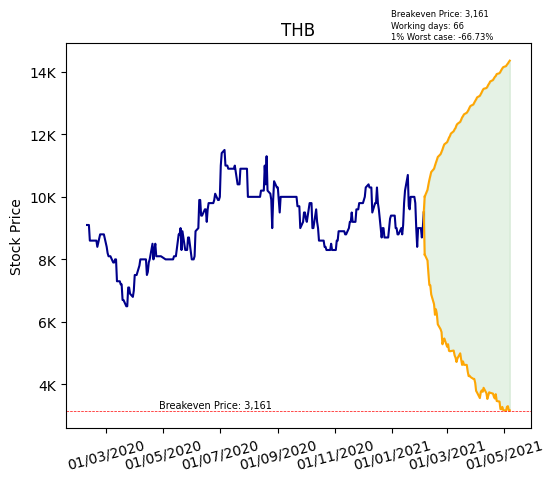 Breakeven Price: 3,161
Working days: 66
1% Worst case: -66.73%
THB
Stock Price
14K
12K
10K
8K
6K
4K
Breakeven Price: 3,161
01/03/2020
01/05/2020
01/07/2020
01/09/2020
01/11/2020
01/01/2021
01/03/2021
01/05/2021